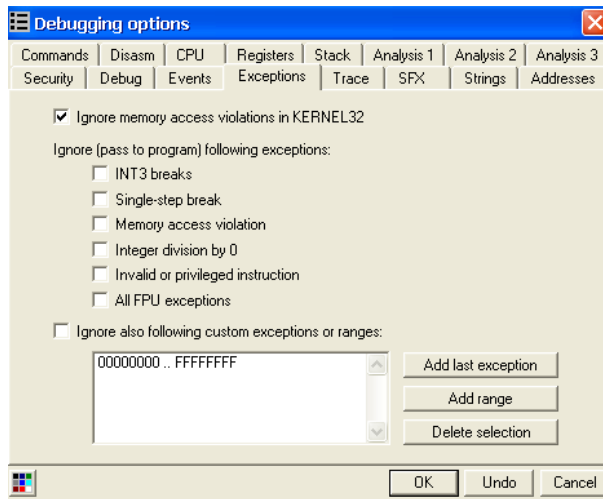 Debugging options
Commands Disasm CPU Registers Stack Analysis 1 Analysis 2 Analysis 3
Security Debug Events Exceptions Trace SFX Strings Addresses
Ignore memory access violations in KERNEL32
Ignore (pass to program) following exceptions:
INT3 breaks
Single-step break
Memory access violation
Integer division by 0
Invalid or privileged instruction
All FPU exceptions
Ignore also following custom exceptions or ranges:
00000000 .. FFFFFFFF
Add last exception
Add range
Delete selection
OK Undo Cancel